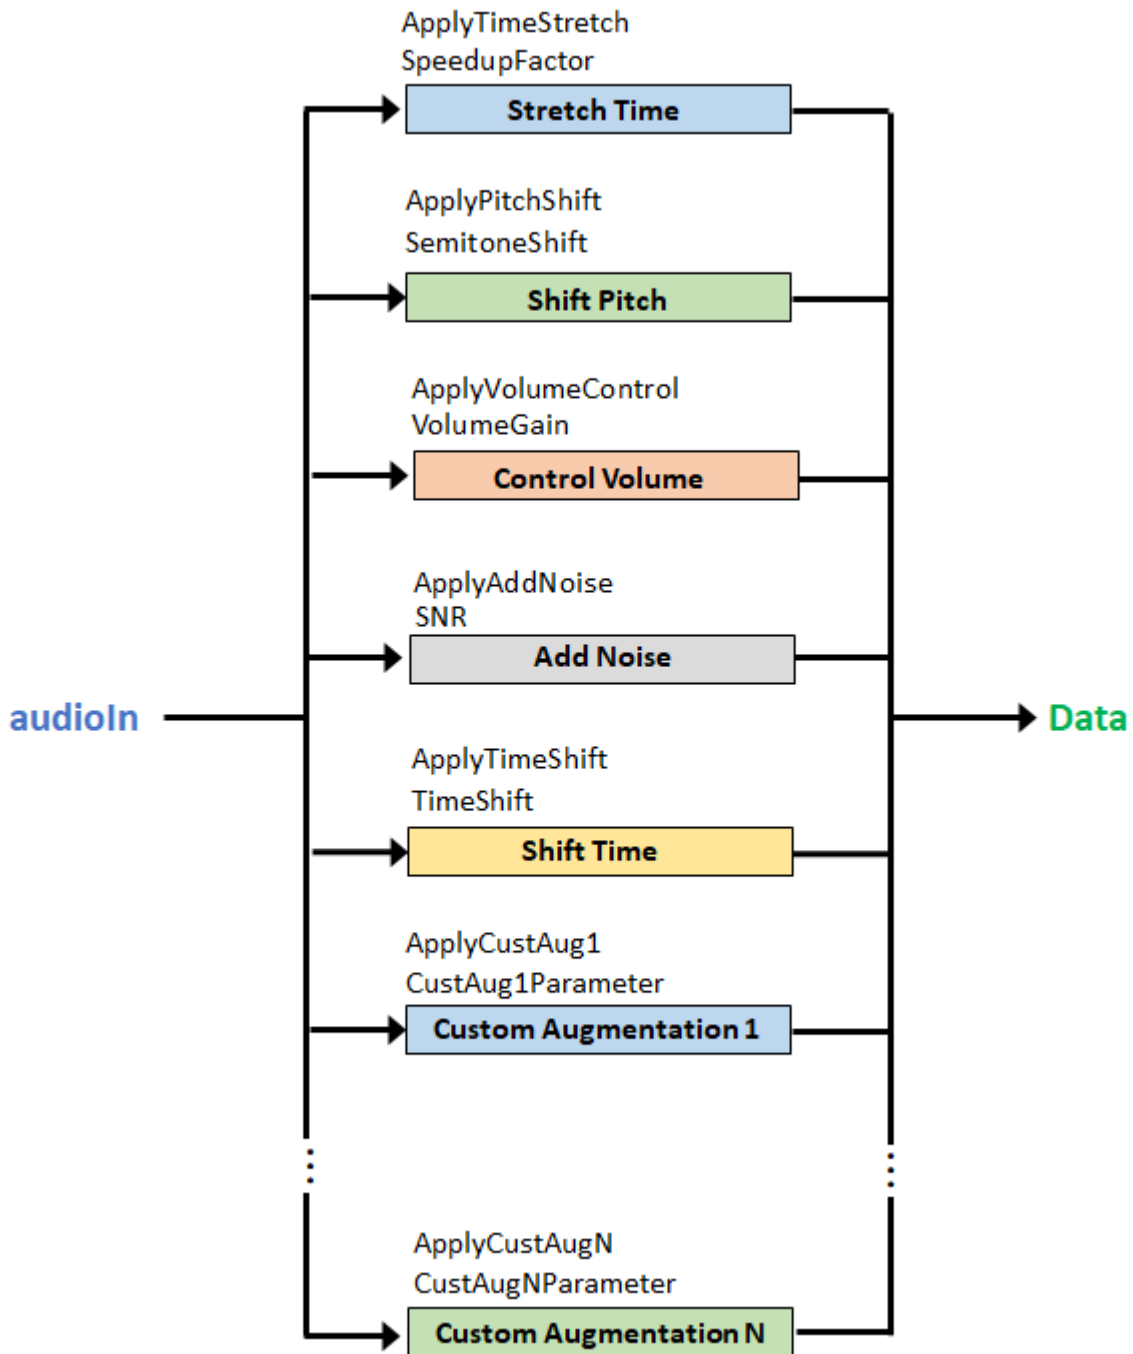 ApplyTimeStretch
SpeedupFactor
Stretch Time
ApplyPitchShift
SemitoneShift
Shift Pitch
ApplyVolumeControl
VolumeGain
Control Volume
ApplyAddNoise
SNR
Add Noise
audioIn
Data
ApplyTimeShift
TimeShift
Shift Time
ApplyCustAug1
CustAug1Parameter
Custom Augmentation 1
ApplyCustAugN
CustAugNParameter
Custom Augmentation N